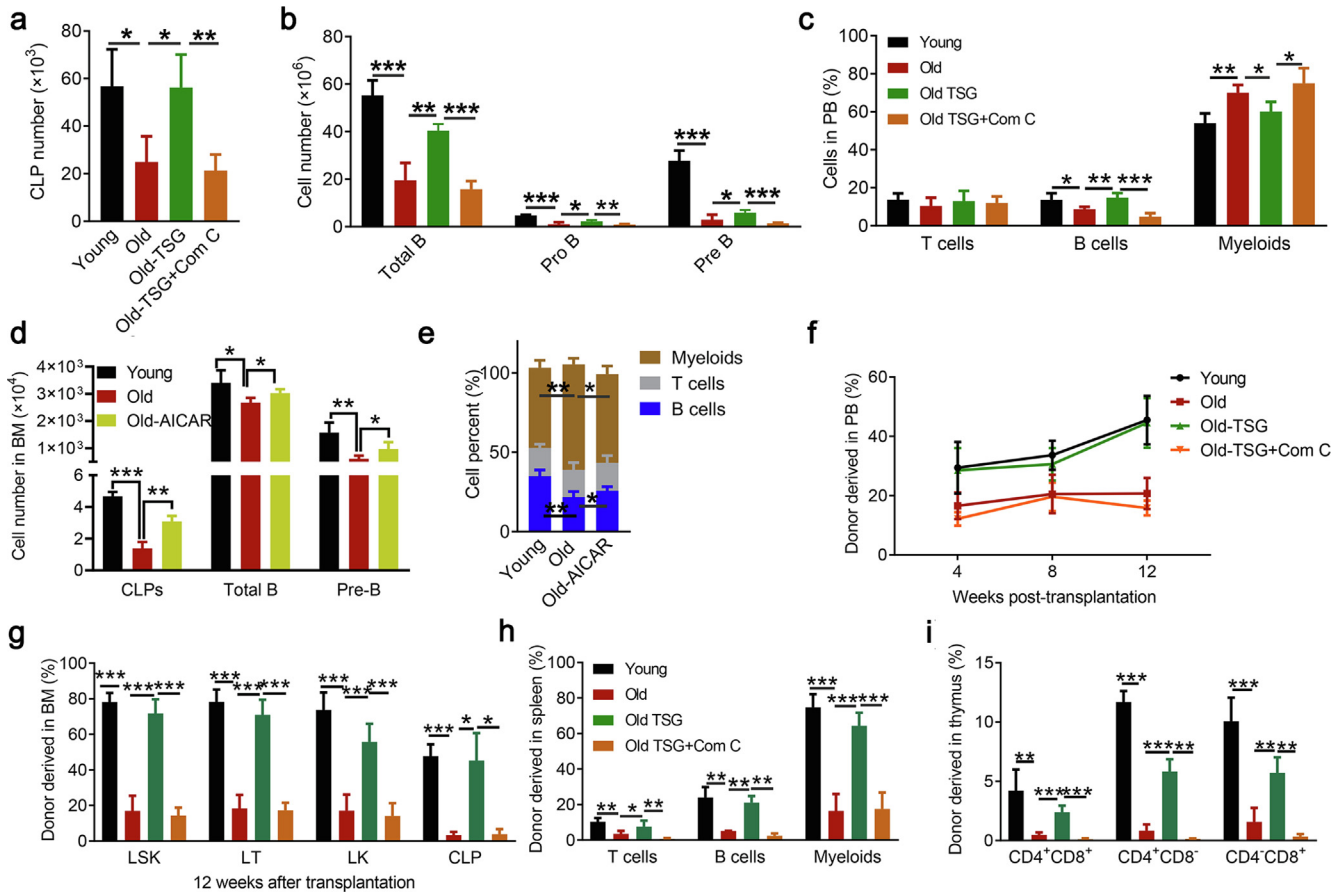 a
CLP number (×10³)
80
60
40
20
0
* * **
Young
Old
Old-TSG
Old-TSG+Com C
b
Cell number (×10⁶)
80
60
40
20
0
*** ** ***
*** * **
*** * ***
Total B
Pro B
Pre B
c
Cells in PB (%)
100
80
60
40
20
0
Young
Old
Old TSG
Old TSG+Com C
* ** ***
** * *
T cells
B cells
Myeloids
d
Cell number in BM (×10⁴)
4×10³
3×10³
2×10³
1×10³
6
4
2
0
Young
Old
Old-AICAR
*** **
* *
** *
CLPs
Total B
Pre-B
e
Cell percent (%)
100
50
0
** *
** *
Myeloids
T cells
B cells
Young
Old
Old-AICAR
f
Donor derived in PB (%)
60
40
20
0
Young
Old
Old-TSG
Old-TSG+Com C
4 8 12
Weeks post-transplantation
g
Donor derived in BM (%)
100
80
60
40
20
0
*** *** ***
*** *** ***
*** *** ***
*** * *
LSK
LT
LK
CLP
12 weeks after transplantation
h
Donor derived in spleen (%)
100
80
60
40
20
0
Young
Old
Old TSG
Old TSG+Com C
** * **
** ** **
*** *** ***
T cells
B cells
Myeloids
i
Donor derived in thymus (%)
15
10
5
0
** *** ***
*** *** **
*** ** **
CD4⁺CD8⁺
CD4⁺CD8⁻
CD4⁻CD8⁺